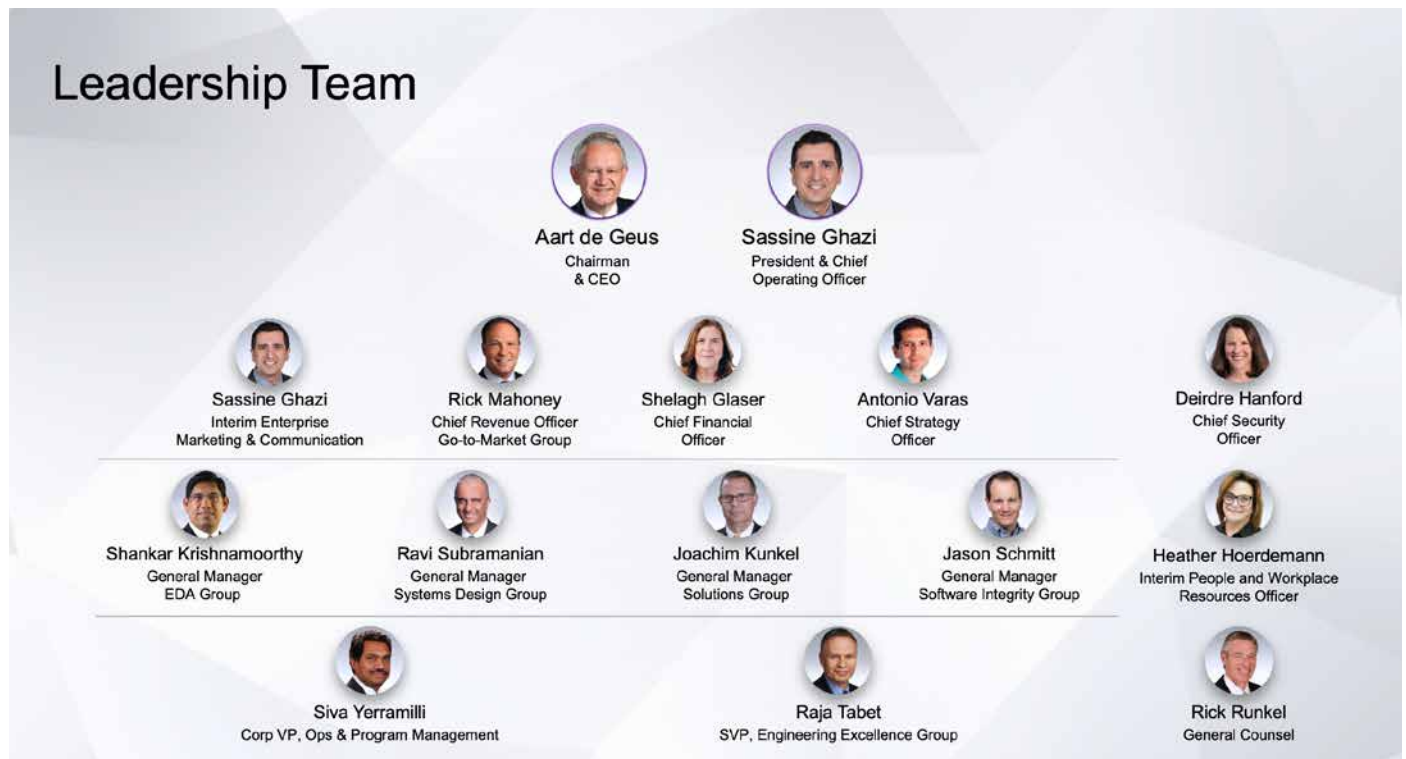 Leadership Team
Aart de Geus
Chairman
& CEO
Sassine Ghazi
President & Chief
Operating Officer
Sassine Ghazi
Interim Enterprise
Marketing & Communication
Rick Mahoney
Chief Revenue Officer
Go-to-Market Group
Shelagh Glaser
Chief Financial
Officer
Antonio Varas
Chief Strategy
Officer
Deirdre Hanford
Chief Security
Officer
Shankar Krishnamoorthy
General Manager
EDA Group
Ravi Subramanian
General Manager
Systems Design Group
Joachim Kunkel
General Manager
Solutions Group
Jason Schmitt
General Manager
Software Integrity Group
Heather Hoerdemann
Interim People and Workplace
Resources Officer
Siva Yerramilli
Corp VP, Ops & Program Management
Raja Tabet
SVP, Engineering Excellence Group
Rick Runkel
General Counsel